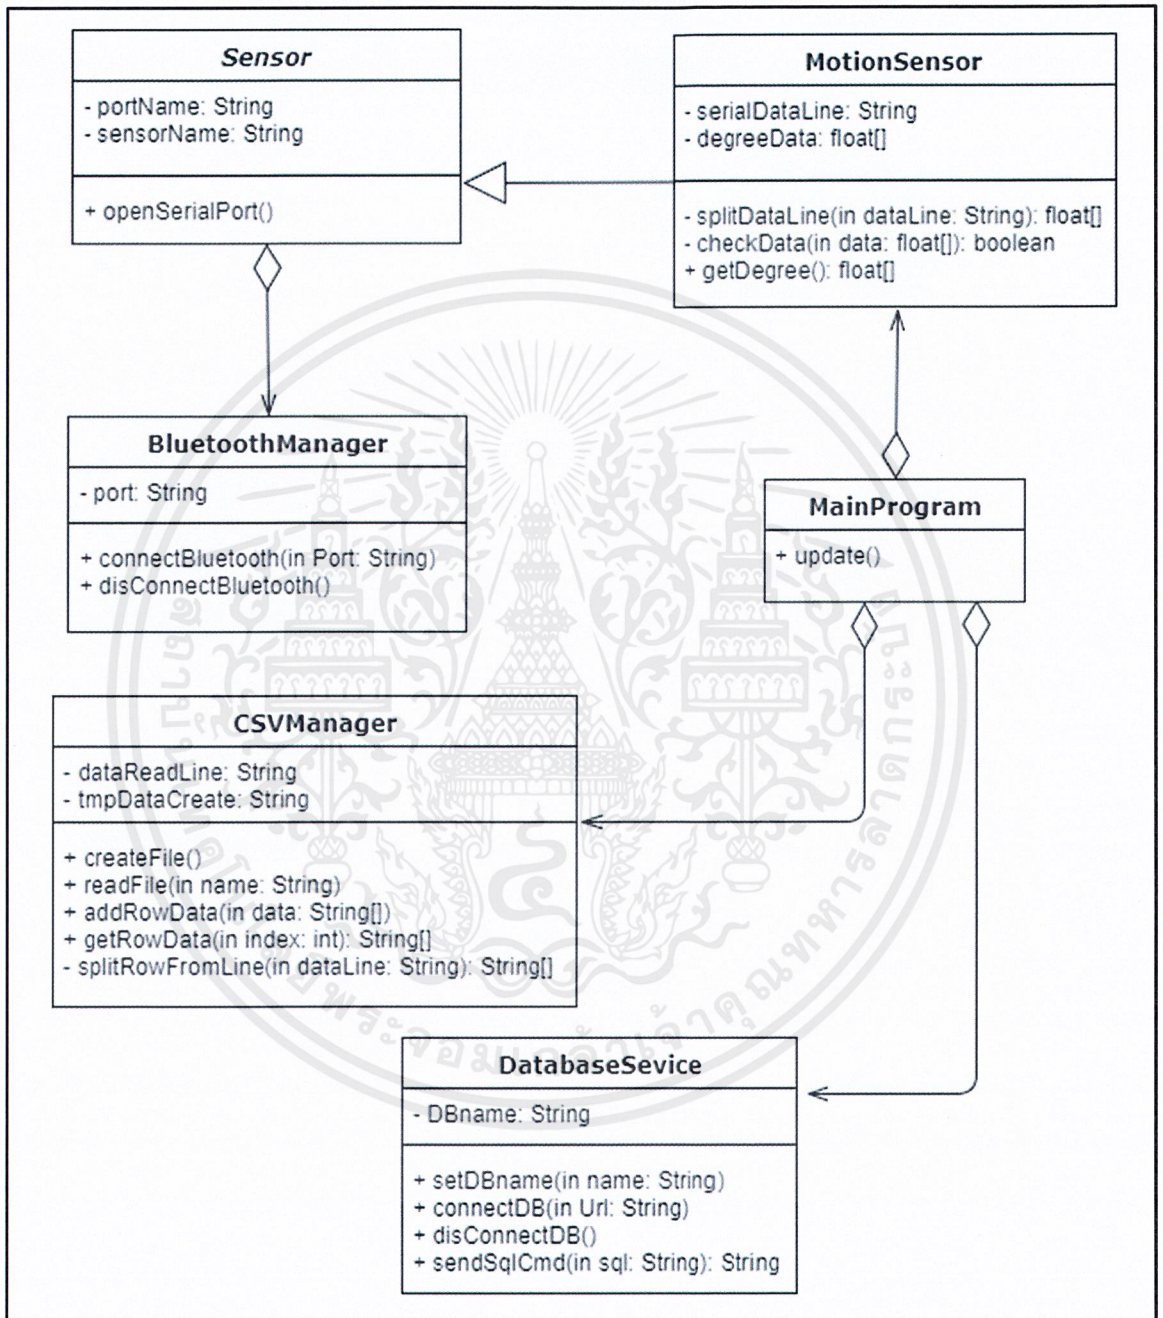 Sensor
- portName: String
- sensorName: String
+ openSerialPort()
MotionSensor
- serialDataLine: String
- degreeData: float[]
- splitDataLine(in dataLine: String): float[]
- checkData(in data: float[]): boolean
+ getDegree(): float[]
BluetoothManager
- port: String
+ connectBluetooth(in Port: String)
+ disConnectBluetooth()
MainProgram
+ update()
CSVManager
- dataReadLine: String
- tmpDataCreate: String
+ createFile()
+ readFile(in name: String)
+ addRowData(in data: String[])
+ getRowData(in index: int): String[]
- splitRowFromLine(in dataLine: String): String[]
DatabaseSevice
- DBname: String
+ setDBname(in name: String)
+ connectDB(in Url: String)
+ disConnectDB()
+ sendSqlCmd(in sql: String): String